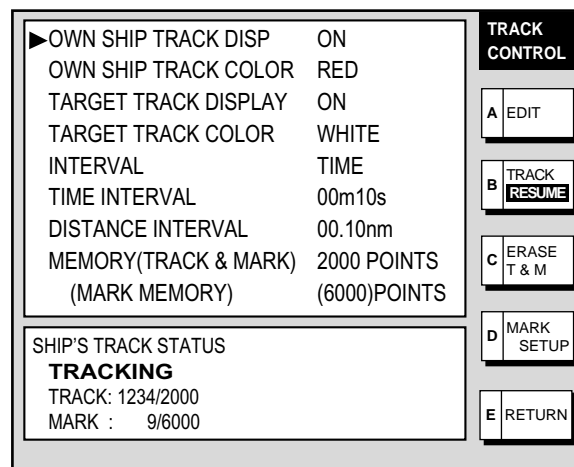 ▶OWN SHIP TRACK DISP ON
OWN SHIP TRACK COLOR RED
TARGET TRACK DISPLAY ON
TARGET TRACK COLOR WHITE
INTERVAL TIME
TIME INTERVAL 00m10s
DISTANCE INTERVAL 00.10nm
MEMORY(TRACK & MARK) 2000 POINTS
(MARK MEMORY) (6000)POINTS
SHIP'S TRACK STATUS
TRACKING
TRACK: 1234/2000
MARK : 9/6000
TRACK
CONTROL
A EDIT
B TRACK
RESUME
C ERASE
T & M
D MARK
SETUP
E RETURN